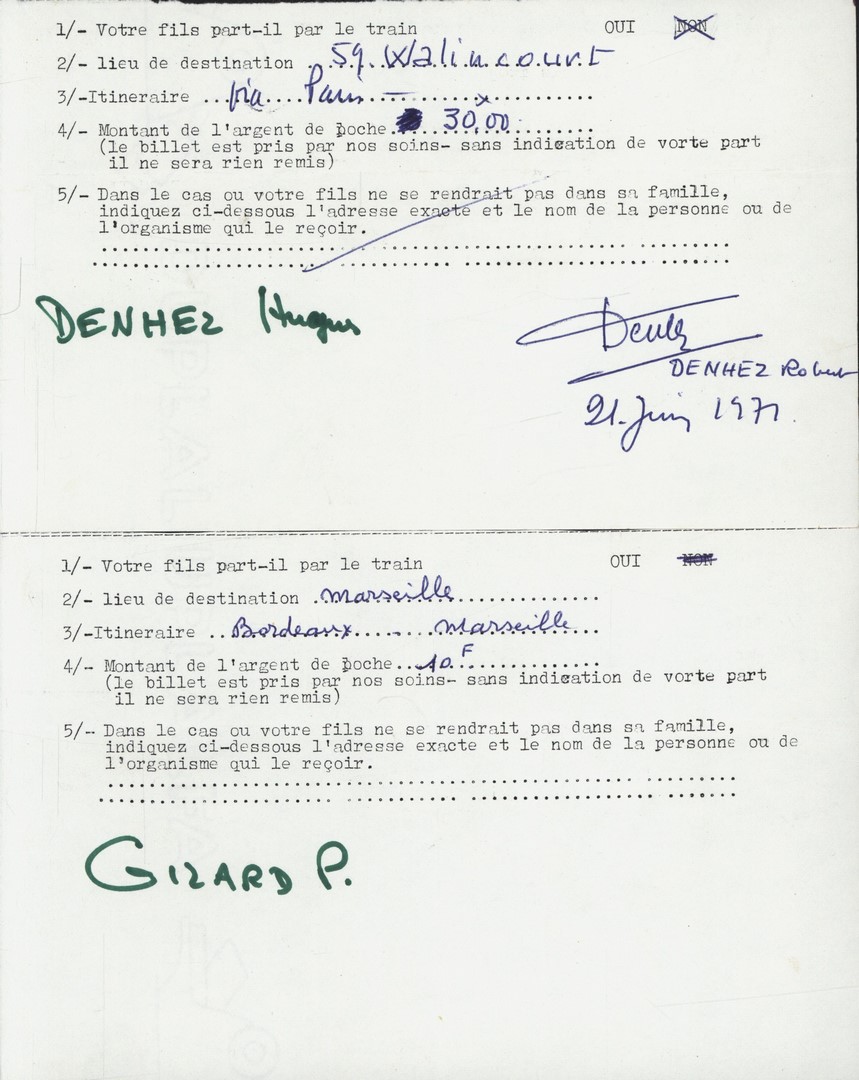 1/- Votre fils part-il par le train OUI NON
2/- lieu de destination .59.Walincourt
3/-Itineraire ...via....Paris.—..........x............
4/- Montant de l'argent de poche.....30,00..........
(le billet est pris par nos soins- sans indication de vorte part
il ne sera rien remis)
5/- Dans le cas ou votre fils ne se rendrait pas dans sa famille,
indiquez ci-dessous l'adresse exacte et le nom de la personne ou de
l'organisme qui le reçoir.
DENHEZ Hugues
DENHEZ Robert
21.Juin 1971
1/- Votre fils part-il par le train OUI NON
2/- lieu de destination .Marseille...............
3/-Itineraire ..Bordeaux.........Marseille...
4/- Montant de l'argent de poche...10.F..............
(le billet est pris par nos soins- sans indication de vorte part
il ne sera rien remis)
5/-- Dans le cas ou votre fils ne se rendrait pas dans sa famille,
indiquez ci-dessous l'adresse exacte et le nom de la personne ou de
l'organisme qui le reçoir.
GIZARD P.